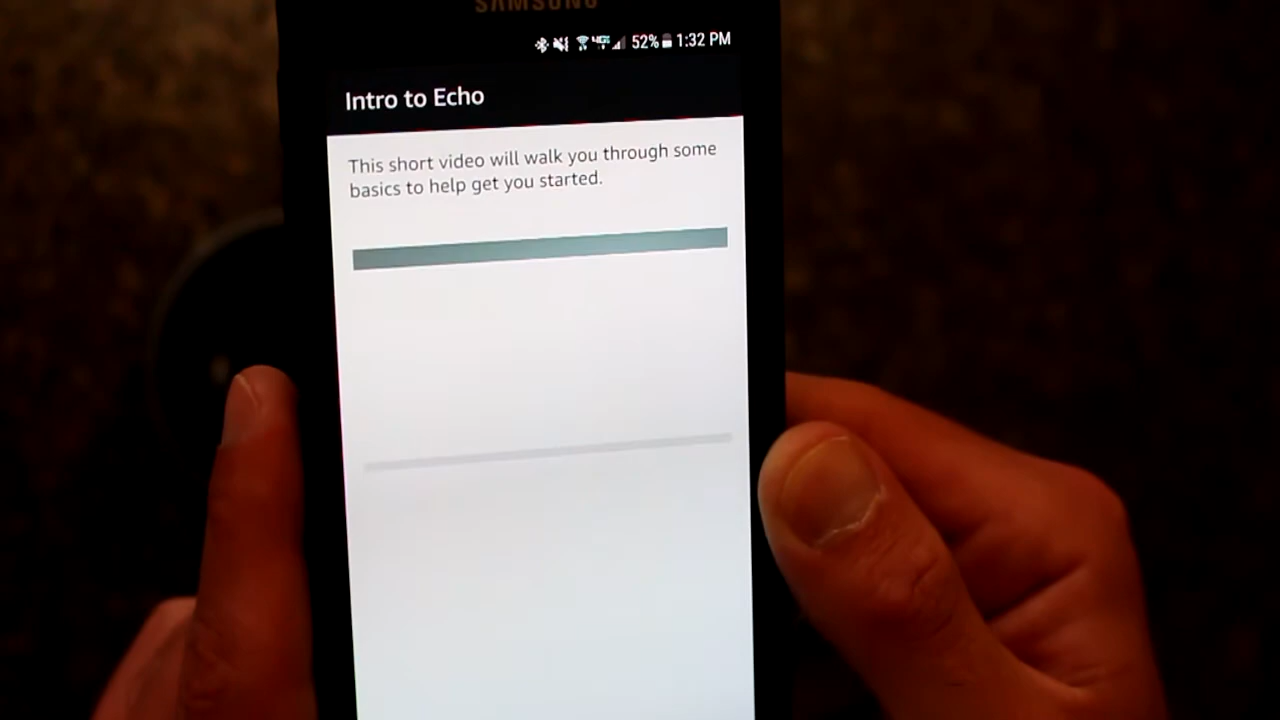 SAMSUNG
4G 52% 1:32 PM
Intro to Echo
This short video will walk you through some
basics to help get you started.